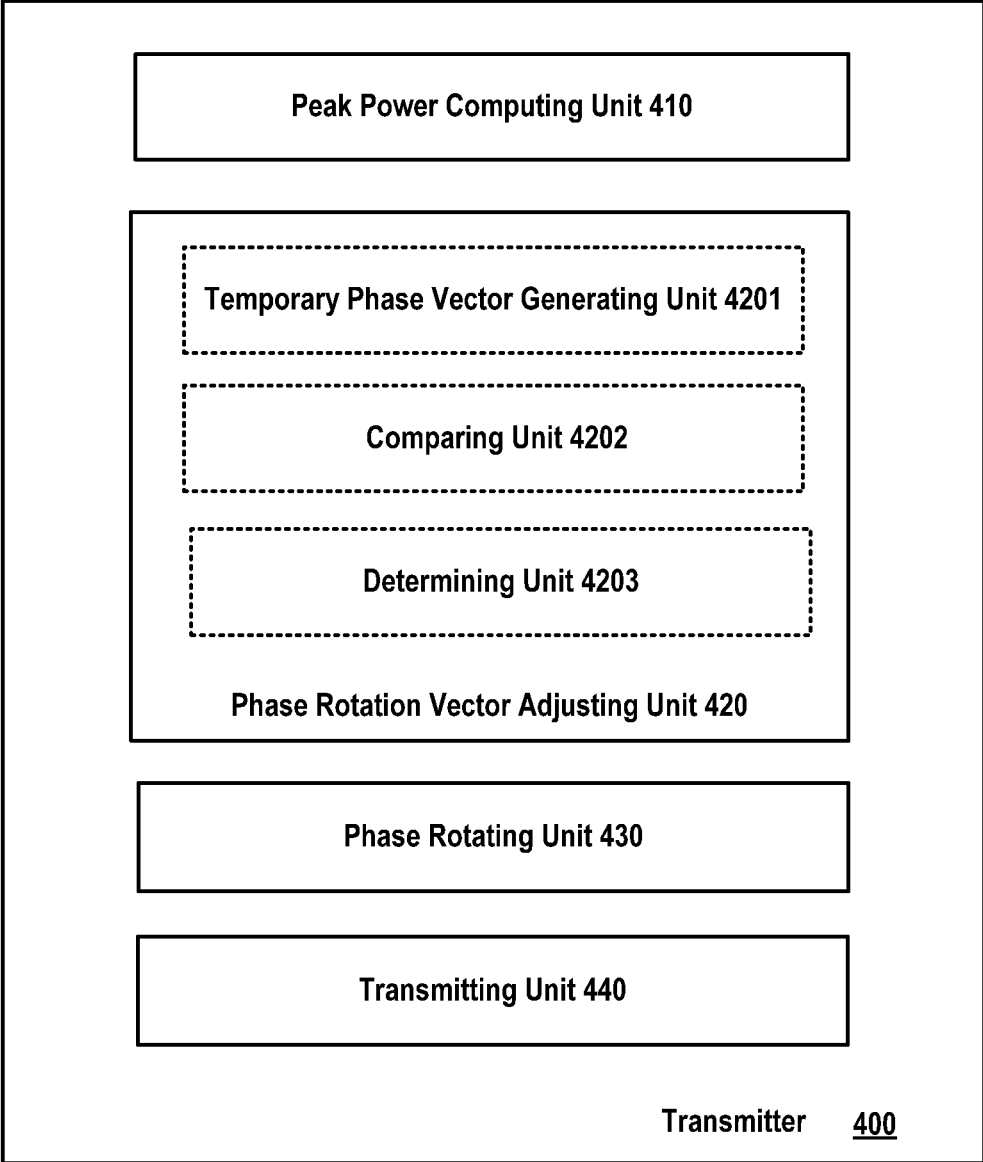 Peak Power Computing Unit 410
Temporary Phase Vector Generating Unit 4201
Comparing Unit 4202
Determining Unit 4203
Phase Rotation Vector Adjusting Unit 420
Phase Rotating Unit 430
Transmitting Unit 440
Transmitter 400